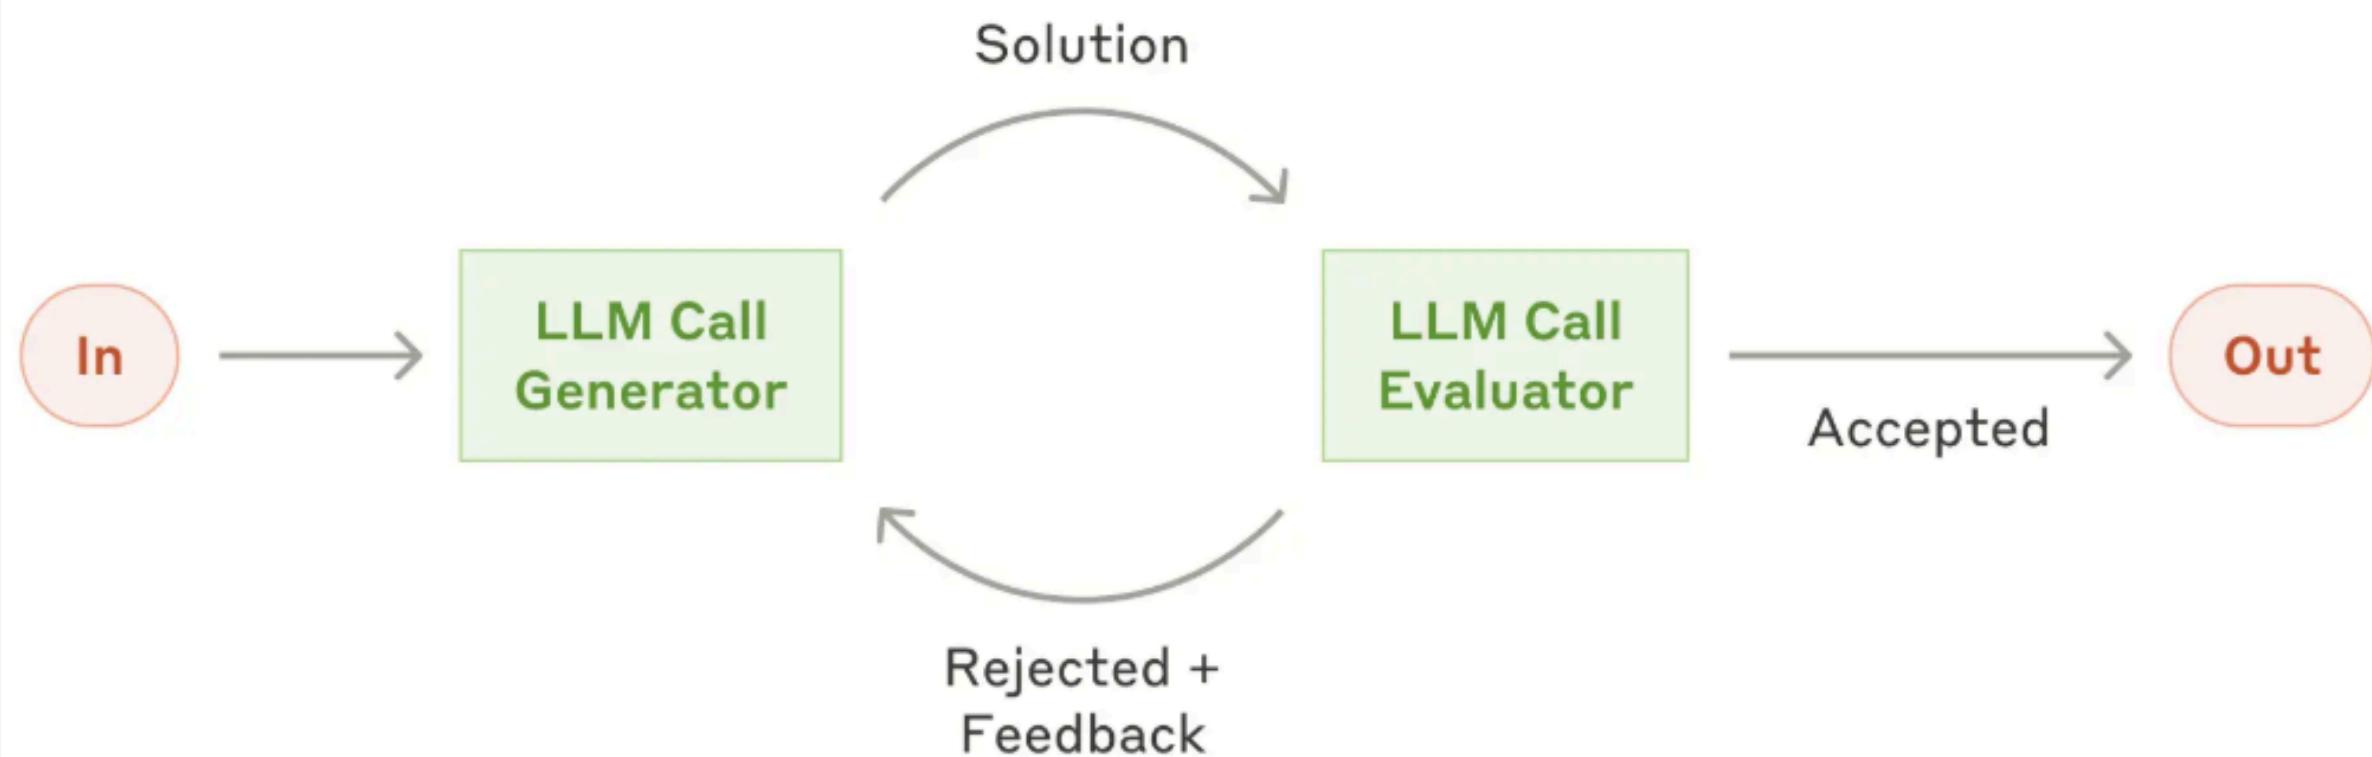 Solution
In
LLM Call
Generator
LLM Call
Evaluator
Accepted
Out
Rejected +
Feedback